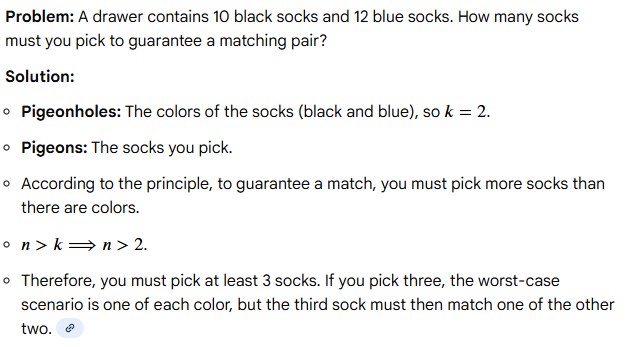 Problem: A drawer contains 10 black socks and 12 blue socks. How many socks
must you pick to guarantee a matching pair?
Solution:
Pigeonholes: The colors of the socks (black and blue), so k = 2.
Pigeons: The socks you pick.
According to the principle, to guarantee a match, you must pick more socks than
there are colors.
n > k ⟹ n > 2.
Therefore, you must pick at least 3 socks. If you pick three, the worst-case
scenario is one of each color, but the third sock must then match one of the other
two.